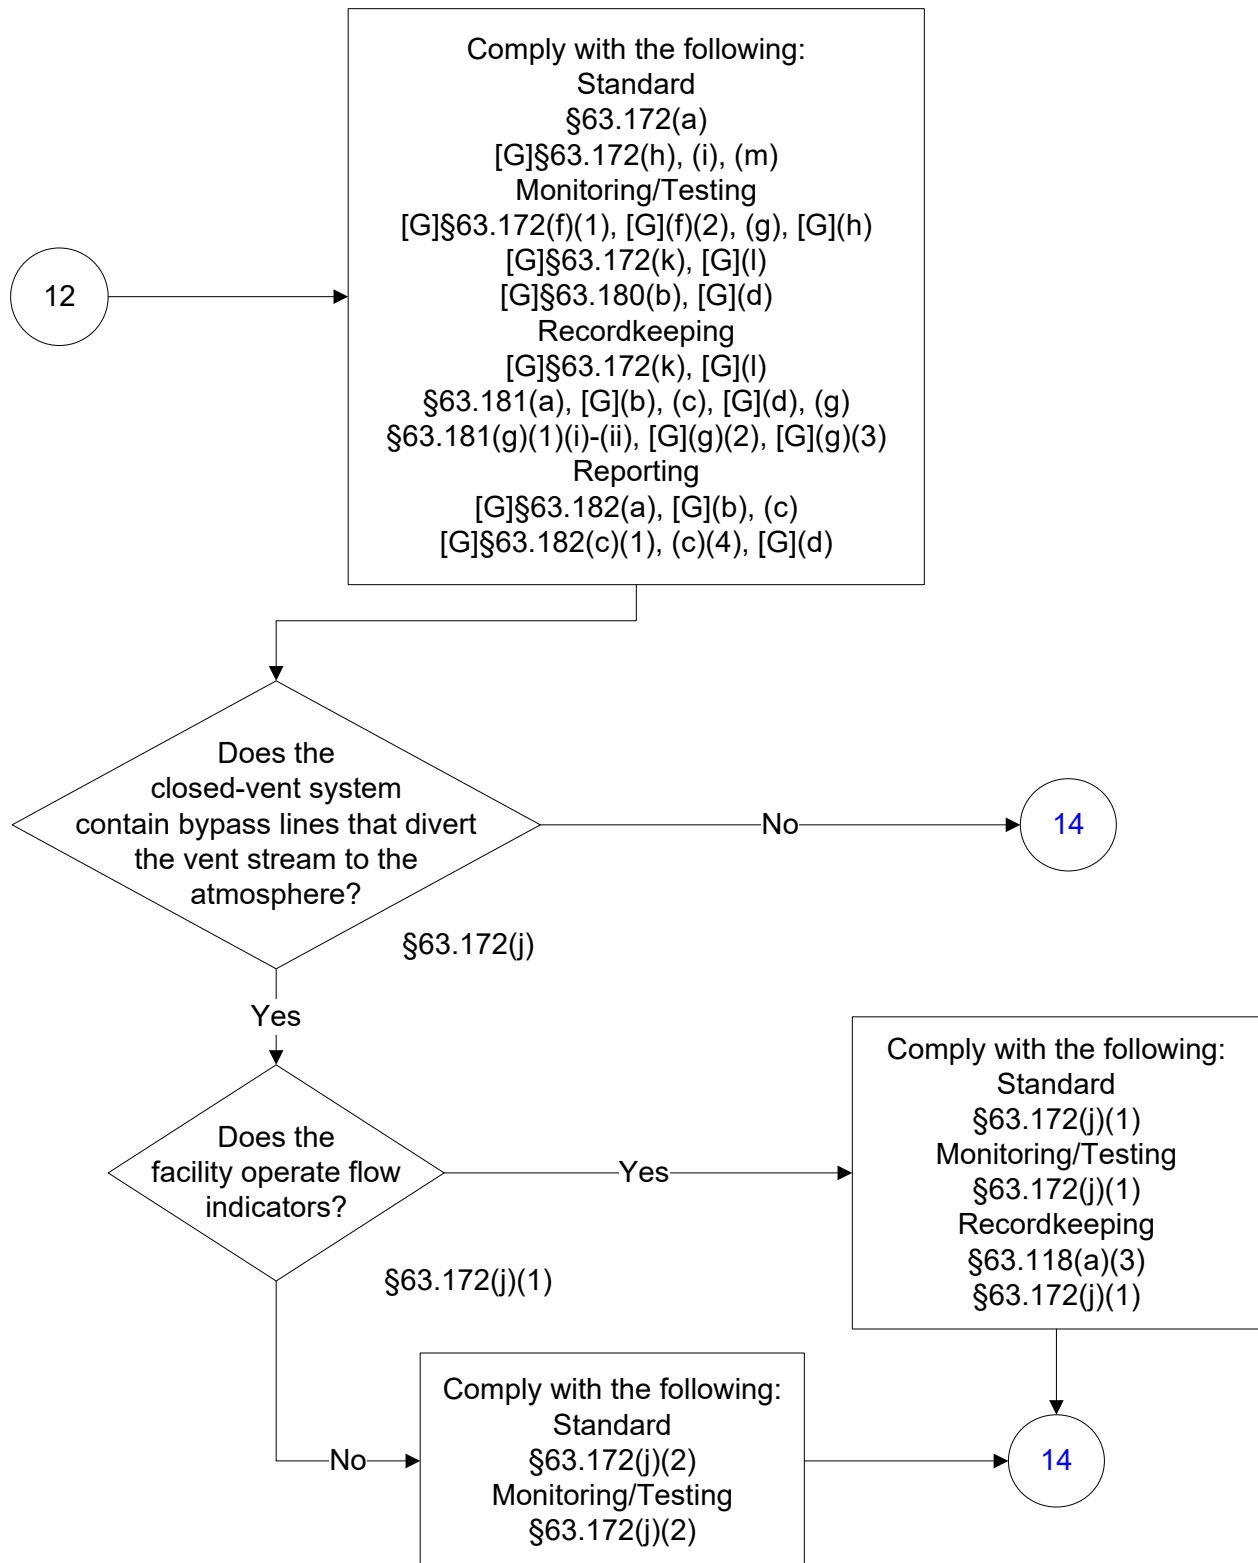 Comply with the following:
Standard
§63.172(a)
[G]§63.172(h), (i), (m)
Monitoring/Testing
[G]§63.172(f)(1), [G](f)(2), (g), [G](h)
[G]§63.172(k), [G](l)
[G]§63.180(b), [G](d)
Recordkeeping
[G]§63.172(k), [G](l)
§63.181(a), [G](b), (c), [G](d), (g)
§63.181(g)(1)(i)-(ii), [G](g)(2), [G](g)(3)
Reporting
[G]§63.182(a), [G](b), (c)
[G]§63.182(c)(1), (c)(4), [G](d)
12
Does the
closed-vent system
contain bypass lines that divert
the vent stream to the
atmosphere?
No
14
§63.172(j)
Yes
Does the
facility operate flow
indicators?
Yes
§63.172(j)(1)
Comply with the following:
Standard
§63.172(j)(1)
Monitoring/Testing
§63.172(j)(1)
Recordkeeping
§63.118(a)(3)
§63.172(j)(1)
No
Comply with the following:
Standard
§63.172(j)(2)
Monitoring/Testing
§63.172(j)(2)
14